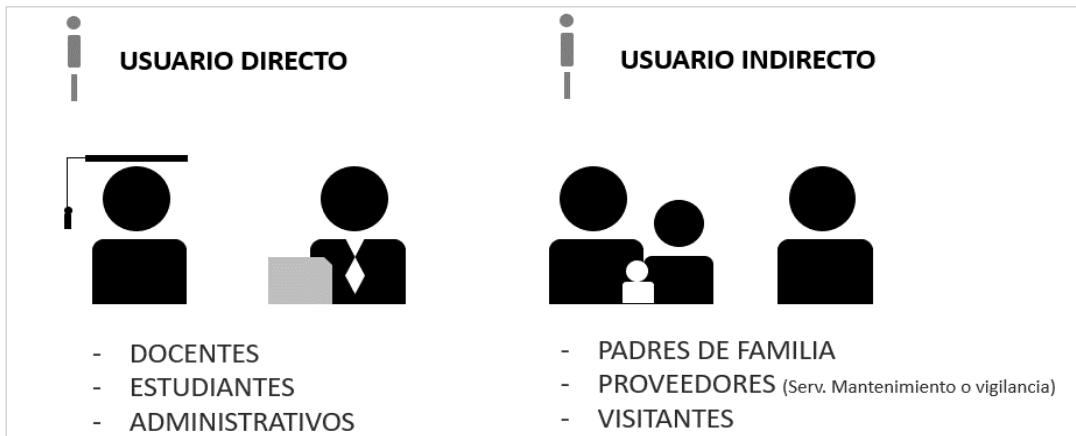 USUARIO DIRECTO
- DOCENTES
- ESTUDIANTES
- ADMINISTRATIVOS
USUARIO INDIRECTO
- PADRES DE FAMILIA
- PROVEEDORES (Serv. Mantenimiento o vigilancia)
- VISITANTES